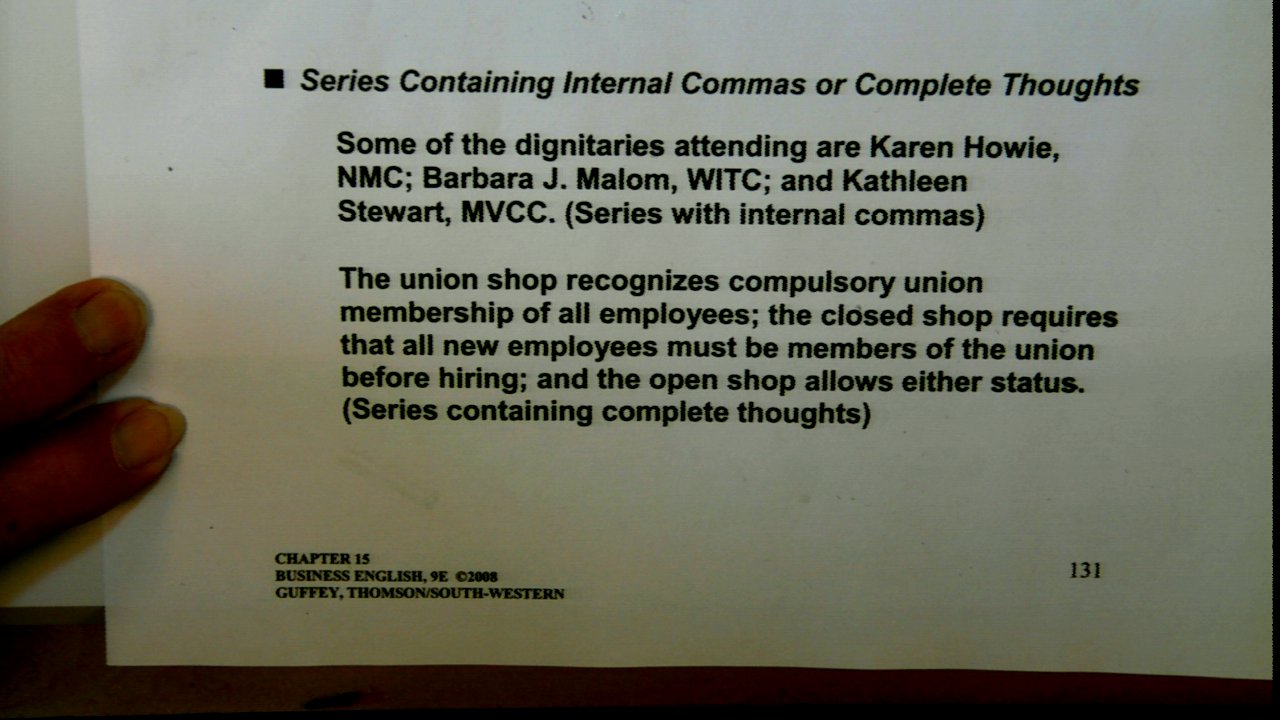 ■ Series Containing Internal Commas or Complete Thoughts
Some of the dignitaries attending are Karen Howie,
NMC; Barbara J. Malom, WITC; and Kathleen
Stewart, MVCC. (Series with internal commas)
The union shop recognizes compulsory union
membership of all employees; the closed shop requires
that all new employees must be members of the union
before hiring; and the open shop allows either status.
(Series containing complete thoughts)
CHAPTER 15
BUSINESS ENGLISH, 9E ©2008
GUFFEY, THOMSON/SOUTH-WESTERN
131